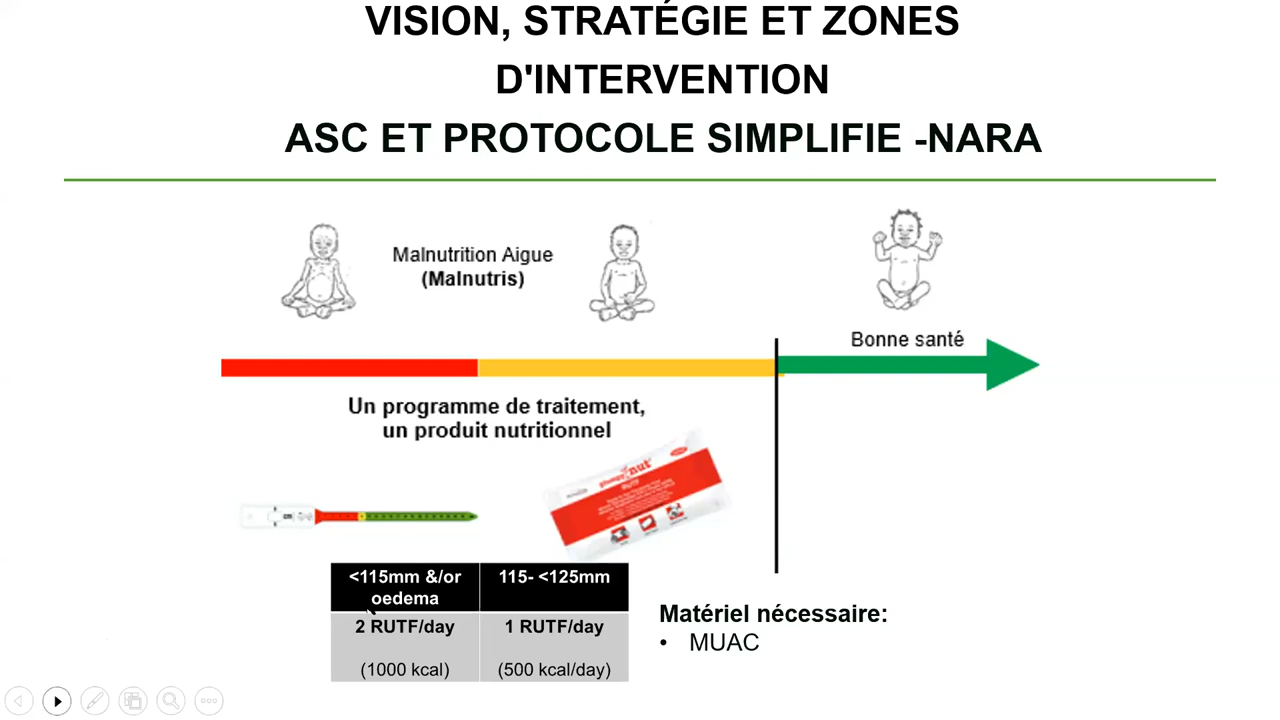 VISION, STRATÉGIE ET ZONES
D'INTERVENTION
ASC ET PROTOCOLE SIMPLIFIE -NARA
Malnutrition Aigue
(Malnutris)
Bonne santé
Un programme de traitement,
un produit nutritionnel
nut
RUTF
<115mm &/or
oedema
115- <125mm
2 RUTF/day
1 RUTF/day
(1000 kcal)
(500 kcal/day)
Matériel nécessaire:
• MUAC